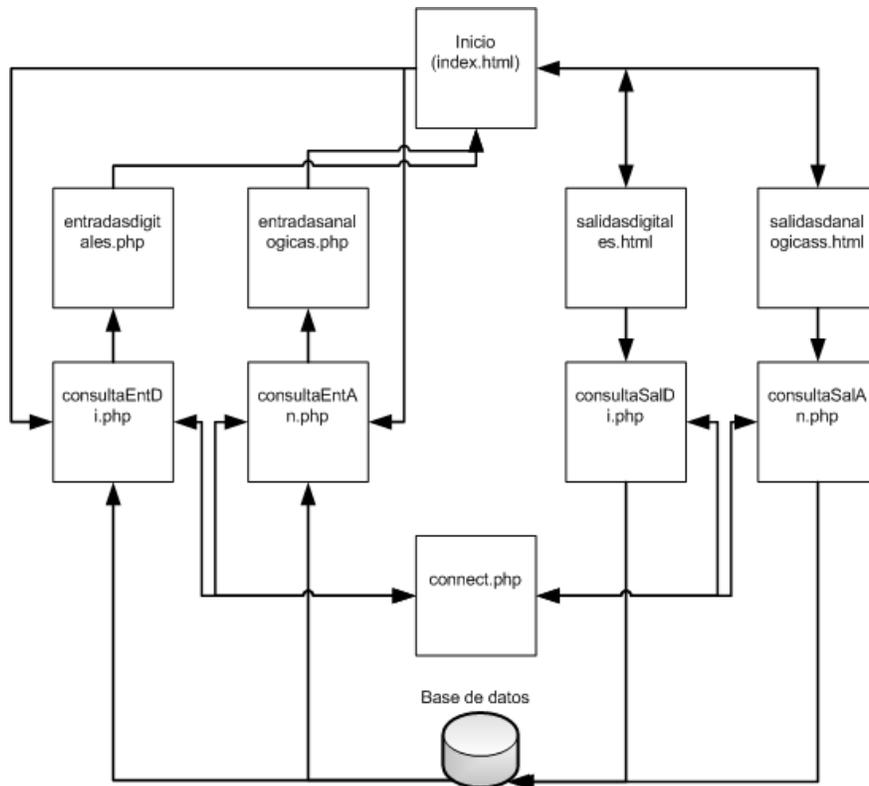 Inicio
(index.html)
entradasdigit
ales.php
entradasanal
ogicas.php
salidasdigital
es.html
salidasdanal
ogicass.html
consultaEntD
i.php
consultaEntA
n.php
consultaSalD
i.php
consultaSalA
n.php
connect.php
Base de datos